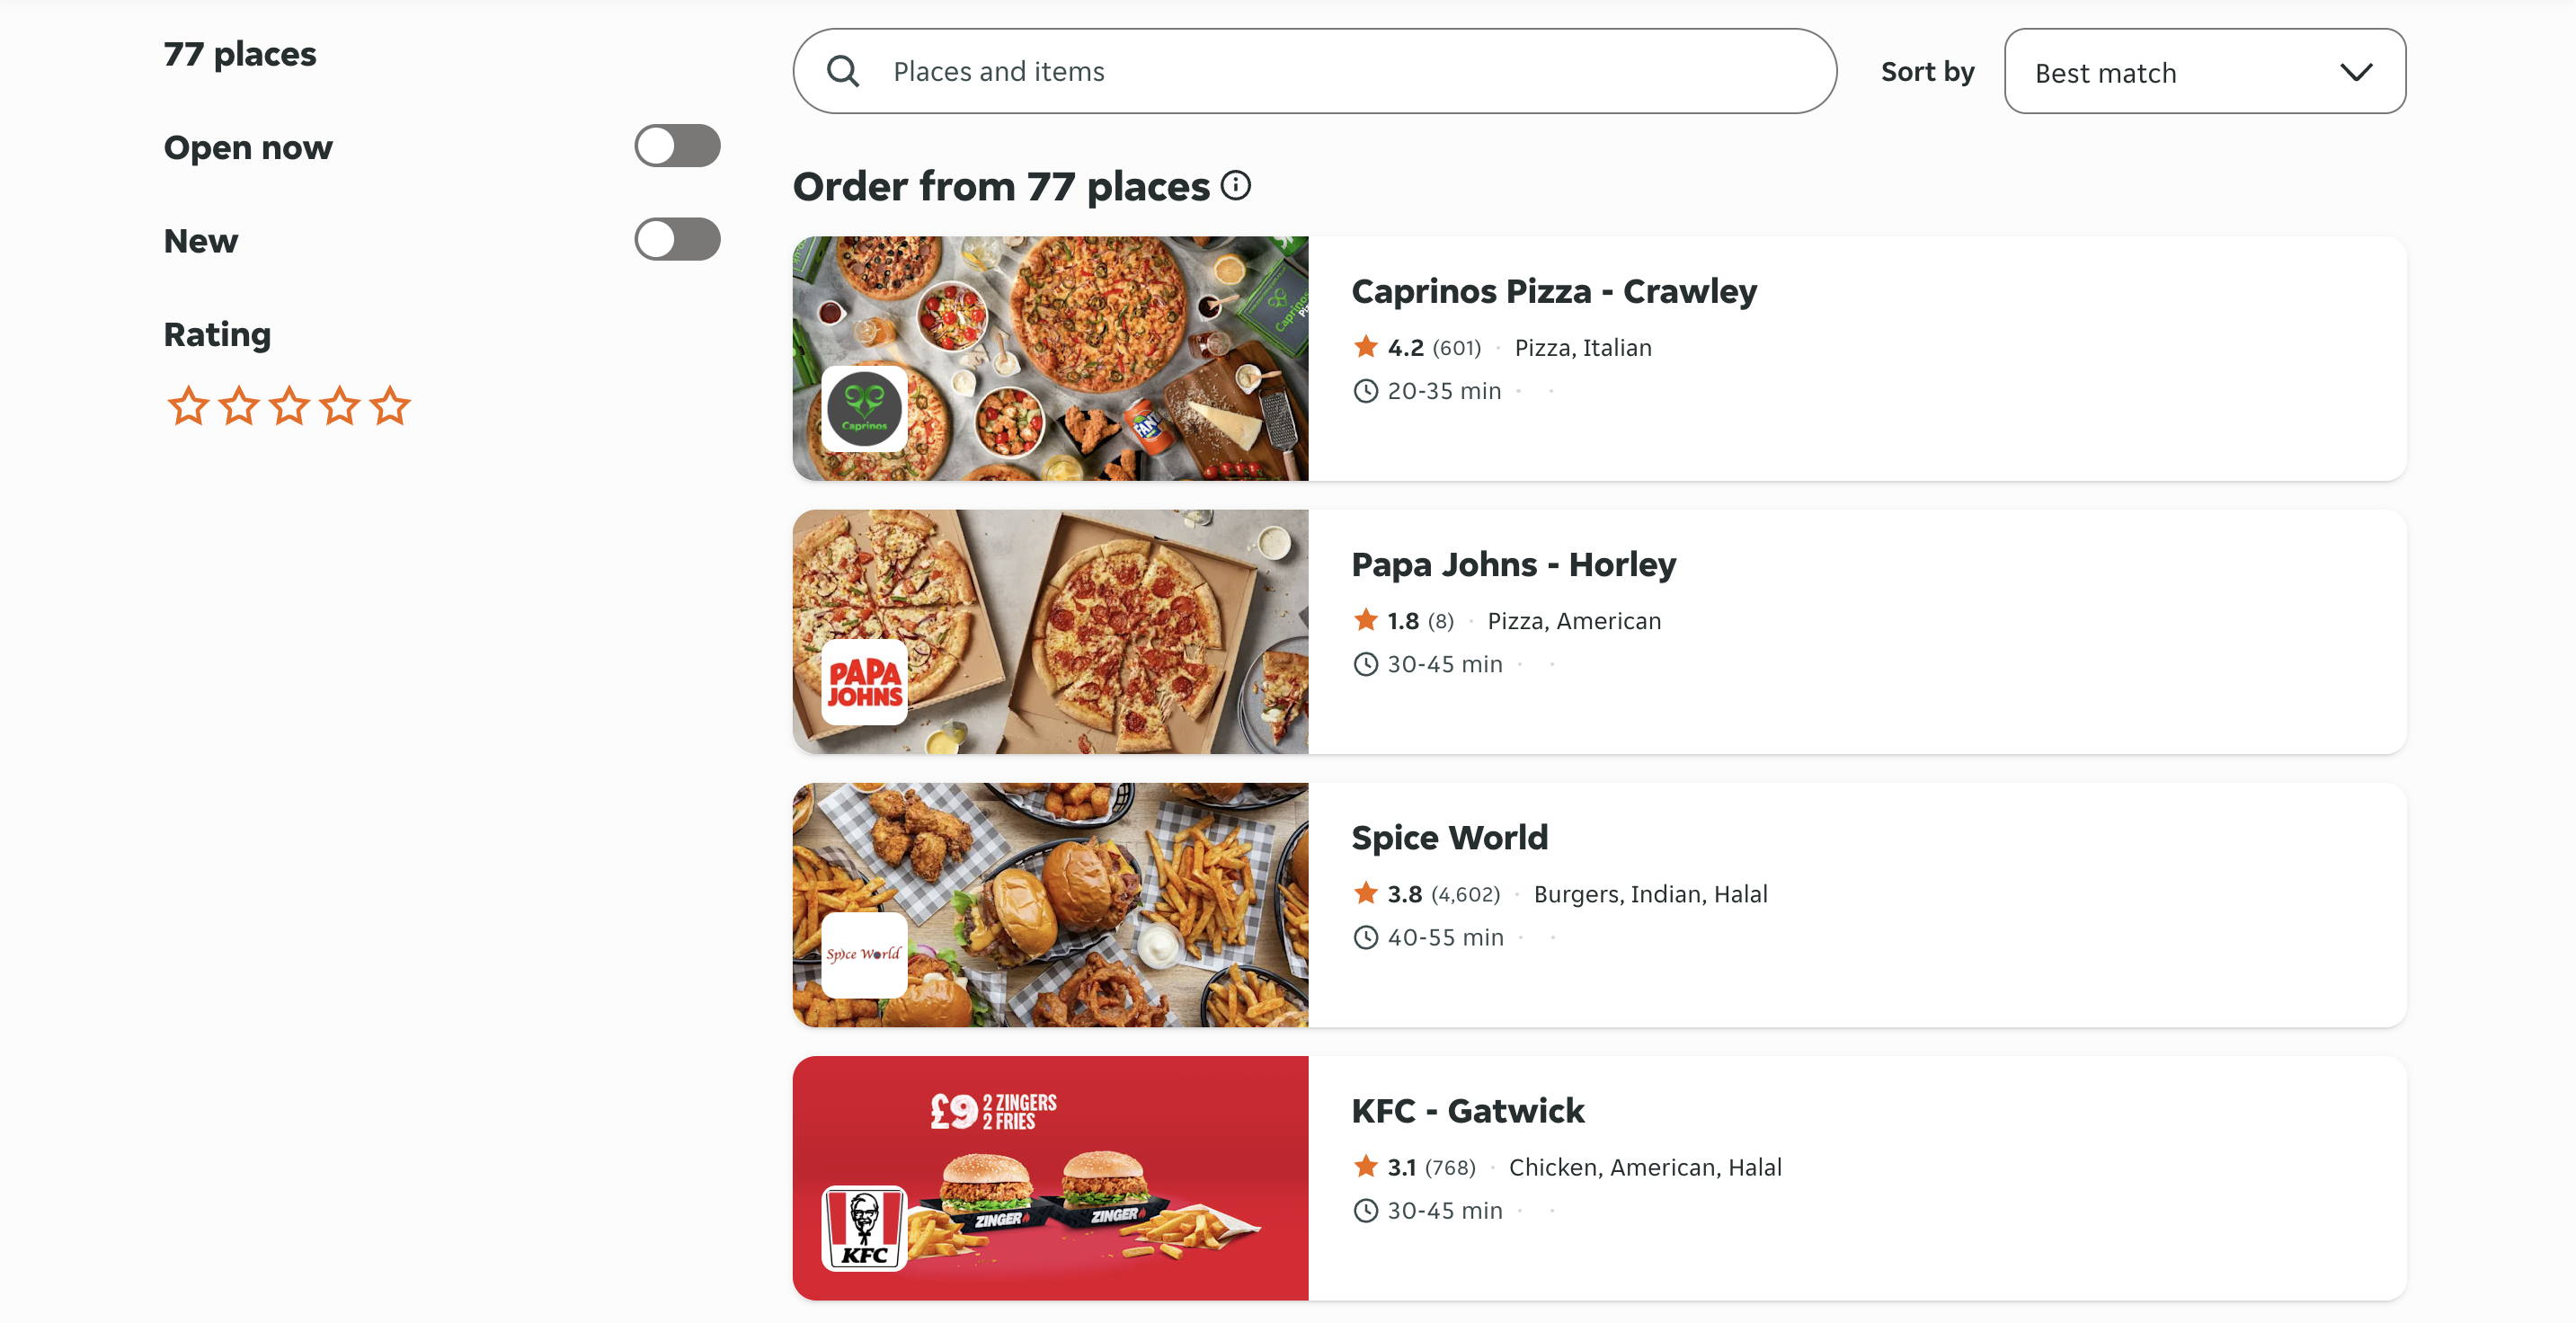 77 places
Open now
New
Rating
Places and items
Sort by
Best match
Order from 77 places
Caprinos
Caprinos
FANTA
Caprinos Pizza - Crawley
4.2 (601) · Pizza, Italian
20-35 min · ·
PAPA
JOHNS
Papa Johns - Horley
1.8 (8) · Pizza, American
30-45 min · ·
Spice World
Spice World
3.8 (4,602) · Burgers, Indian, Halal
40-55 min · ·
£9 2 ZINGERS
2 FRIES
ZINGER
ZINGER
KFC
KFC - Gatwick
3.1 (768) · Chicken, American, Halal
30-45 min · ·